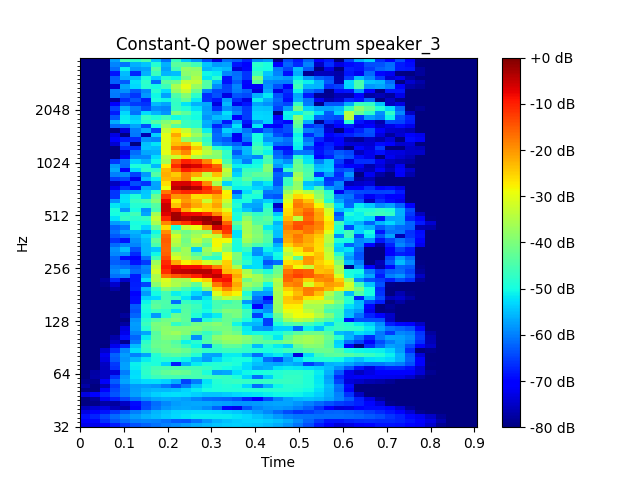 Constant-Q power spectrum speaker_3
Hz
2048
1024
512
256
128
64
32
0
0.1
0.2
0.3
0.4
0.5
0.6
0.7
0.8
0.9
Time
+0 dB
-10 dB
-20 dB
-30 dB
-40 dB
-50 dB
-60 dB
-70 dB
-80 dB